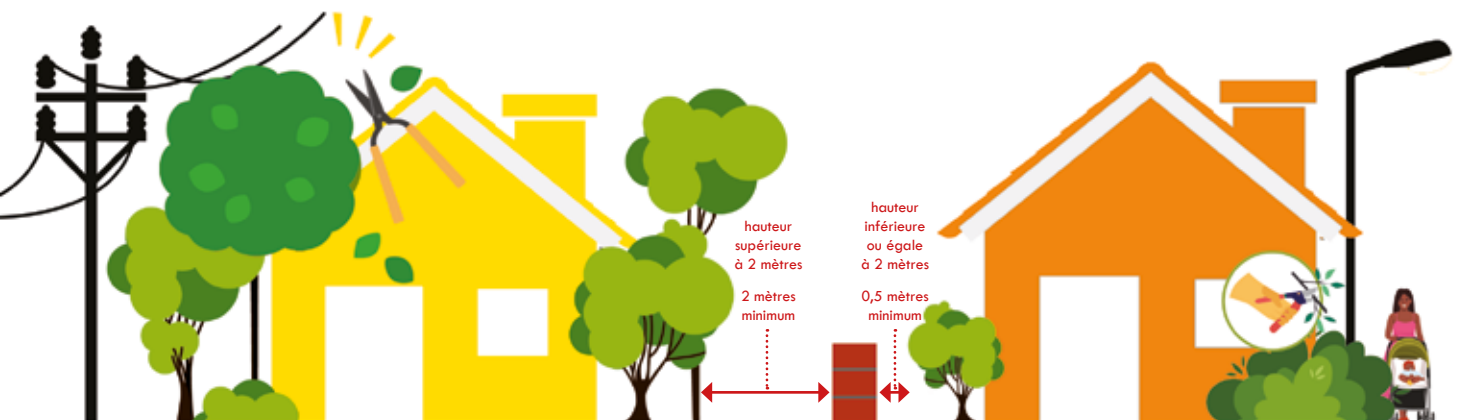 hauteur
supérieure
à 2 mètres
2 mètres
minimum
hauteur
inférieure
ou égale
à 2 mètres
0,5 mètres
minimum